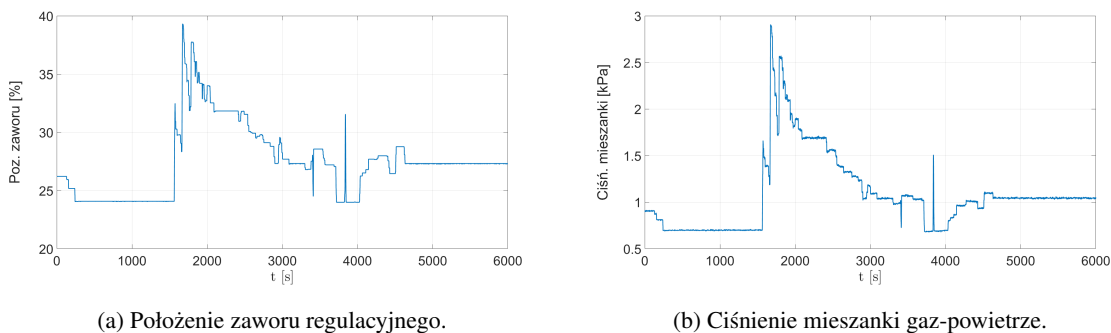 40
35
30
25
20
Poz. zaworu [%]
0 1000 2000 3000 4000 5000 6000
t [s]
(a) Położenie zaworu regulacyjnego.
3
2.5
2
1.5
1
0.5
Ciśn. mieszanki [kPa]
0 1000 2000 3000 4000 5000 6000
t [s]
(b) Ciśnienie mieszanki gaz-powietrze.